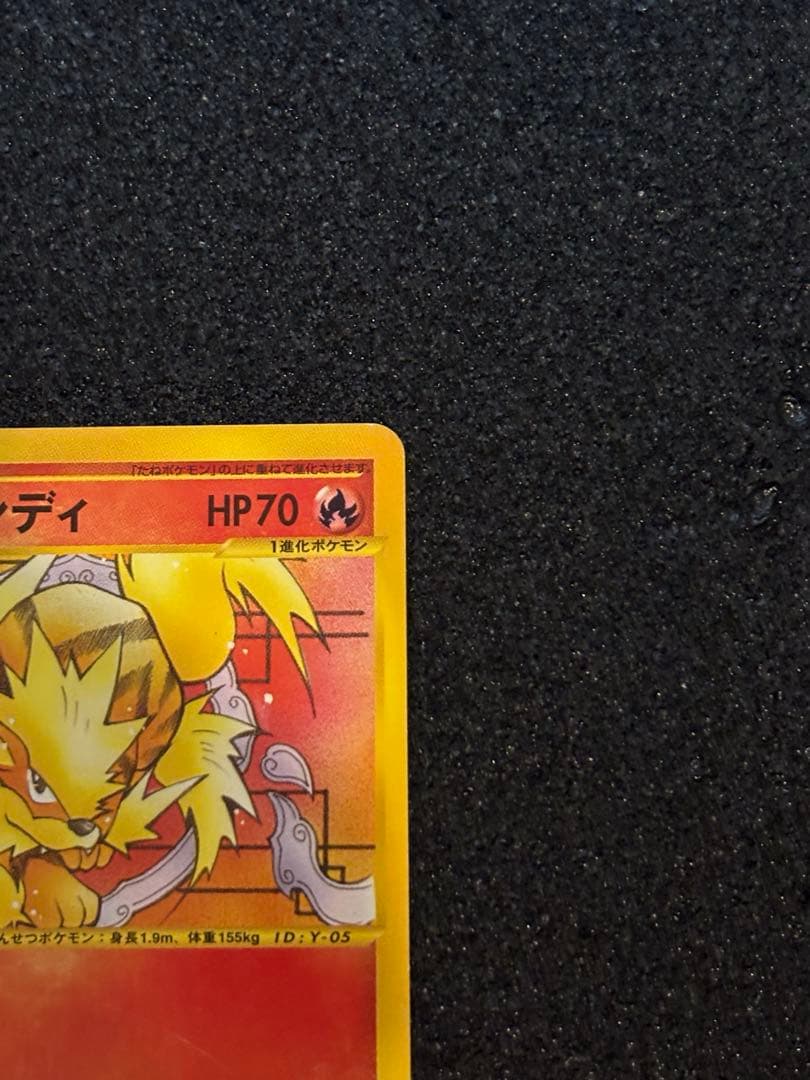 「たねポケモン」の上に重ねて進化させます。
ンディ HP70
1進化ポケモン
んせつポケモン：身長1.9m、体重155kg ID:Y-05